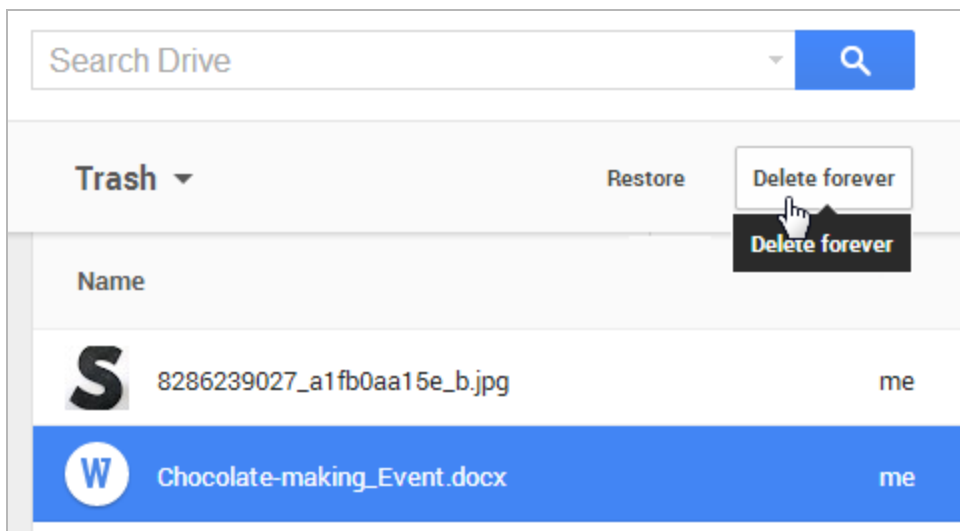 Search Drive
Trash
Restore
Delete forever
Delete forever
Name
S
8286239027_a1fb0aa15e_b.jpg
me
W
Chocolate-making_Event.docx
me